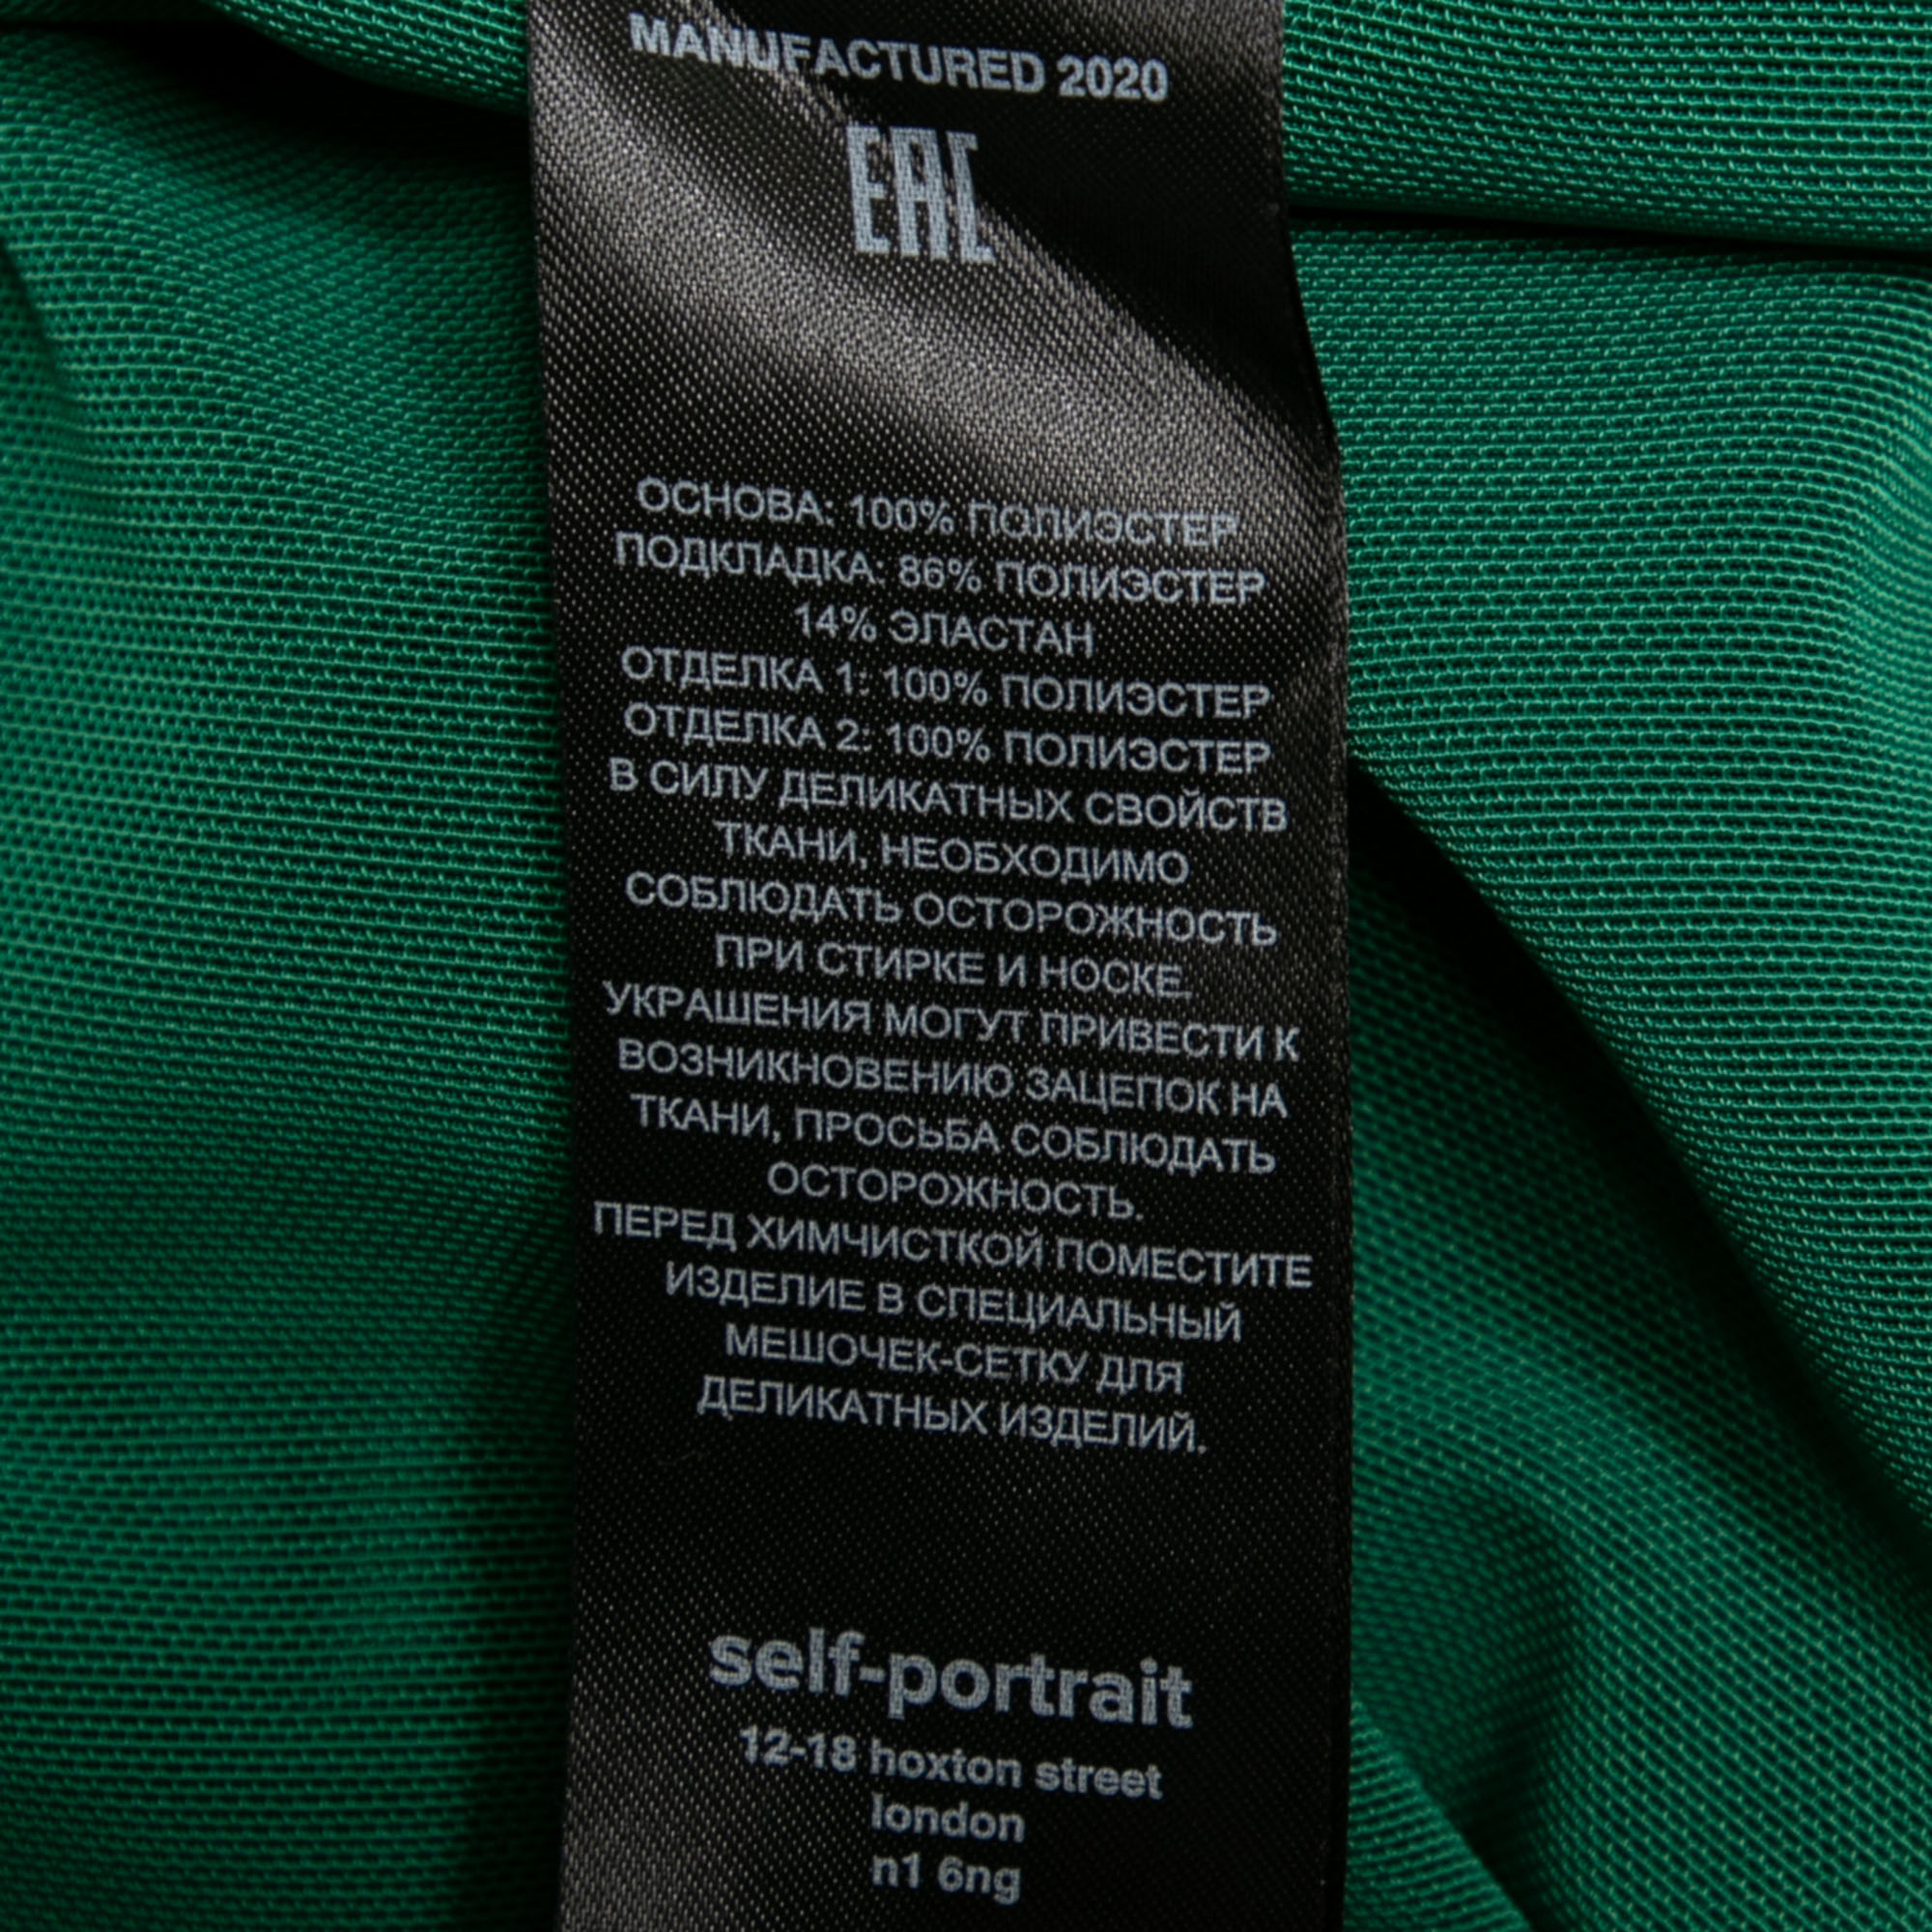 MANUFACTURED 2020
EAC
ОСНОВА: 100% ПОЛИЭСТЕР
ПОДКЛАДКА: 86% ПОЛИЭСТЕР
14% ЭЛАСТАН
ОТДЕЛКА 1: 100% ПОЛИЭСТЕР
ОТДЕЛКА 2: 100% ПОЛИЭСТЕР
В СИЛУ ДЕЛИКАТНЫХ СВОЙСТВ
ТКАНИ, НЕОБХОДИМО
СОБЛЮДАТЬ ОСТОРОЖНОСТЬ
ПРИ СТИРКЕ И НОСКЕ.
УКРАШЕНИЯ МОГУТ ПРИВЕСТИ К
ВОЗНИКНОВЕНИЮ ЗАЦЕПОК НА
ТКАНИ, ПРОСЬБА СОБЛЮДАТЬ
ОСТОРОЖНОСТЬ.
ПЕРЕД ХИМЧИСТКОЙ ПОМЕСТИТЕ
ИЗДЕЛИЕ В СПЕЦИАЛЬНЫЙ
МЕШОЧЕК-СЕТКУ ДЛЯ
ДЕЛИКАТНЫХ ИЗДЕЛИЙ.
self-portrait
12-18 hoxton street
london
n1 6ng